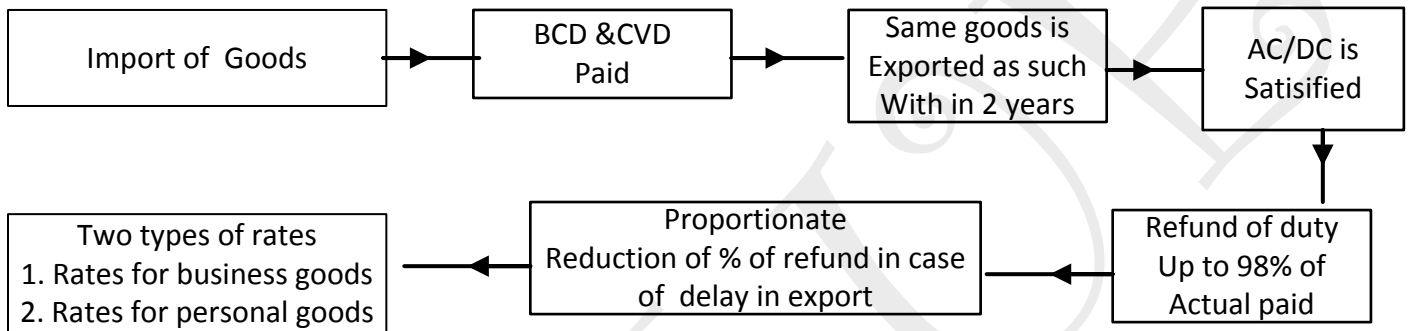 Import of Goods
BCD &CVD
Paid
Same goods is
Exported as such
With in 2 years
AC/DC is
Satisified
Refund of duty
Up to 98% of
Actual paid
Proportionate
Reduction of % of refund in case
of delay in export
Two types of rates
1. Rates for business goods
2. Rates for personal goods